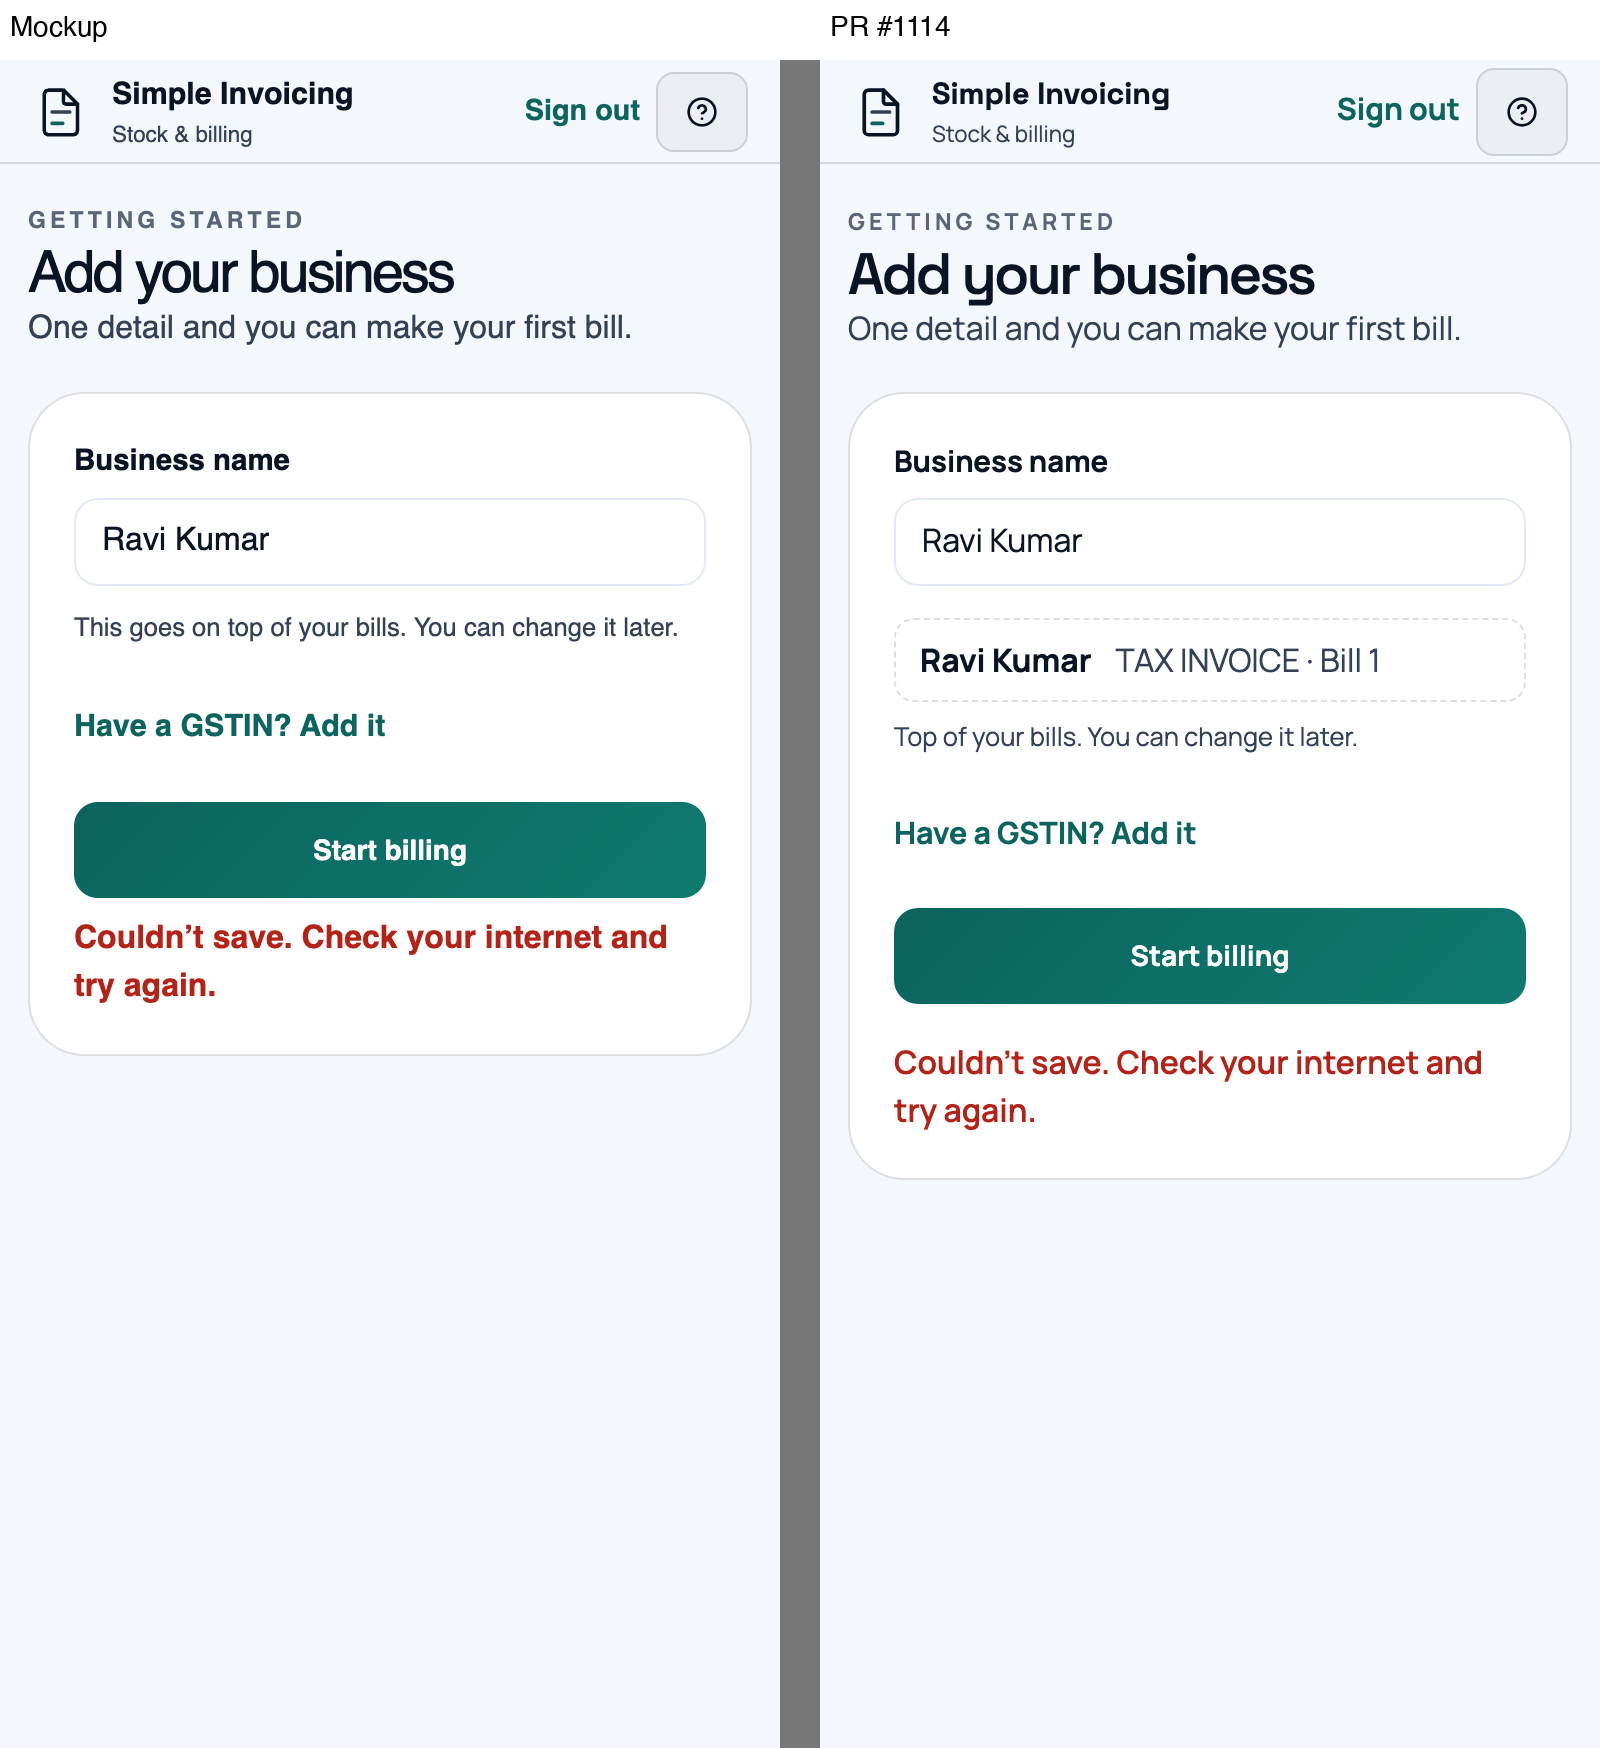 Mockup
Simple Invoicing
Stock & billing
Sign out
GETTING STARTED
Add your business
One detail and you can make your first bill.
Business name
Ravi Kumar
This goes on top of your bills. You can change it later.
Have a GSTIN? Add it
Start billing
Couldn’t save. Check your internet and
try again.
PR #1114
Simple Invoicing
Stock & billing
Sign out
GETTING STARTED
Add your business
One detail and you can make your first bill.
Business name
Ravi Kumar
Ravi Kumar TAX INVOICE · Bill 1
Top of your bills. You can change it later.
Have a GSTIN? Add it
Start billing
Couldn’t save. Check your internet and
try again.